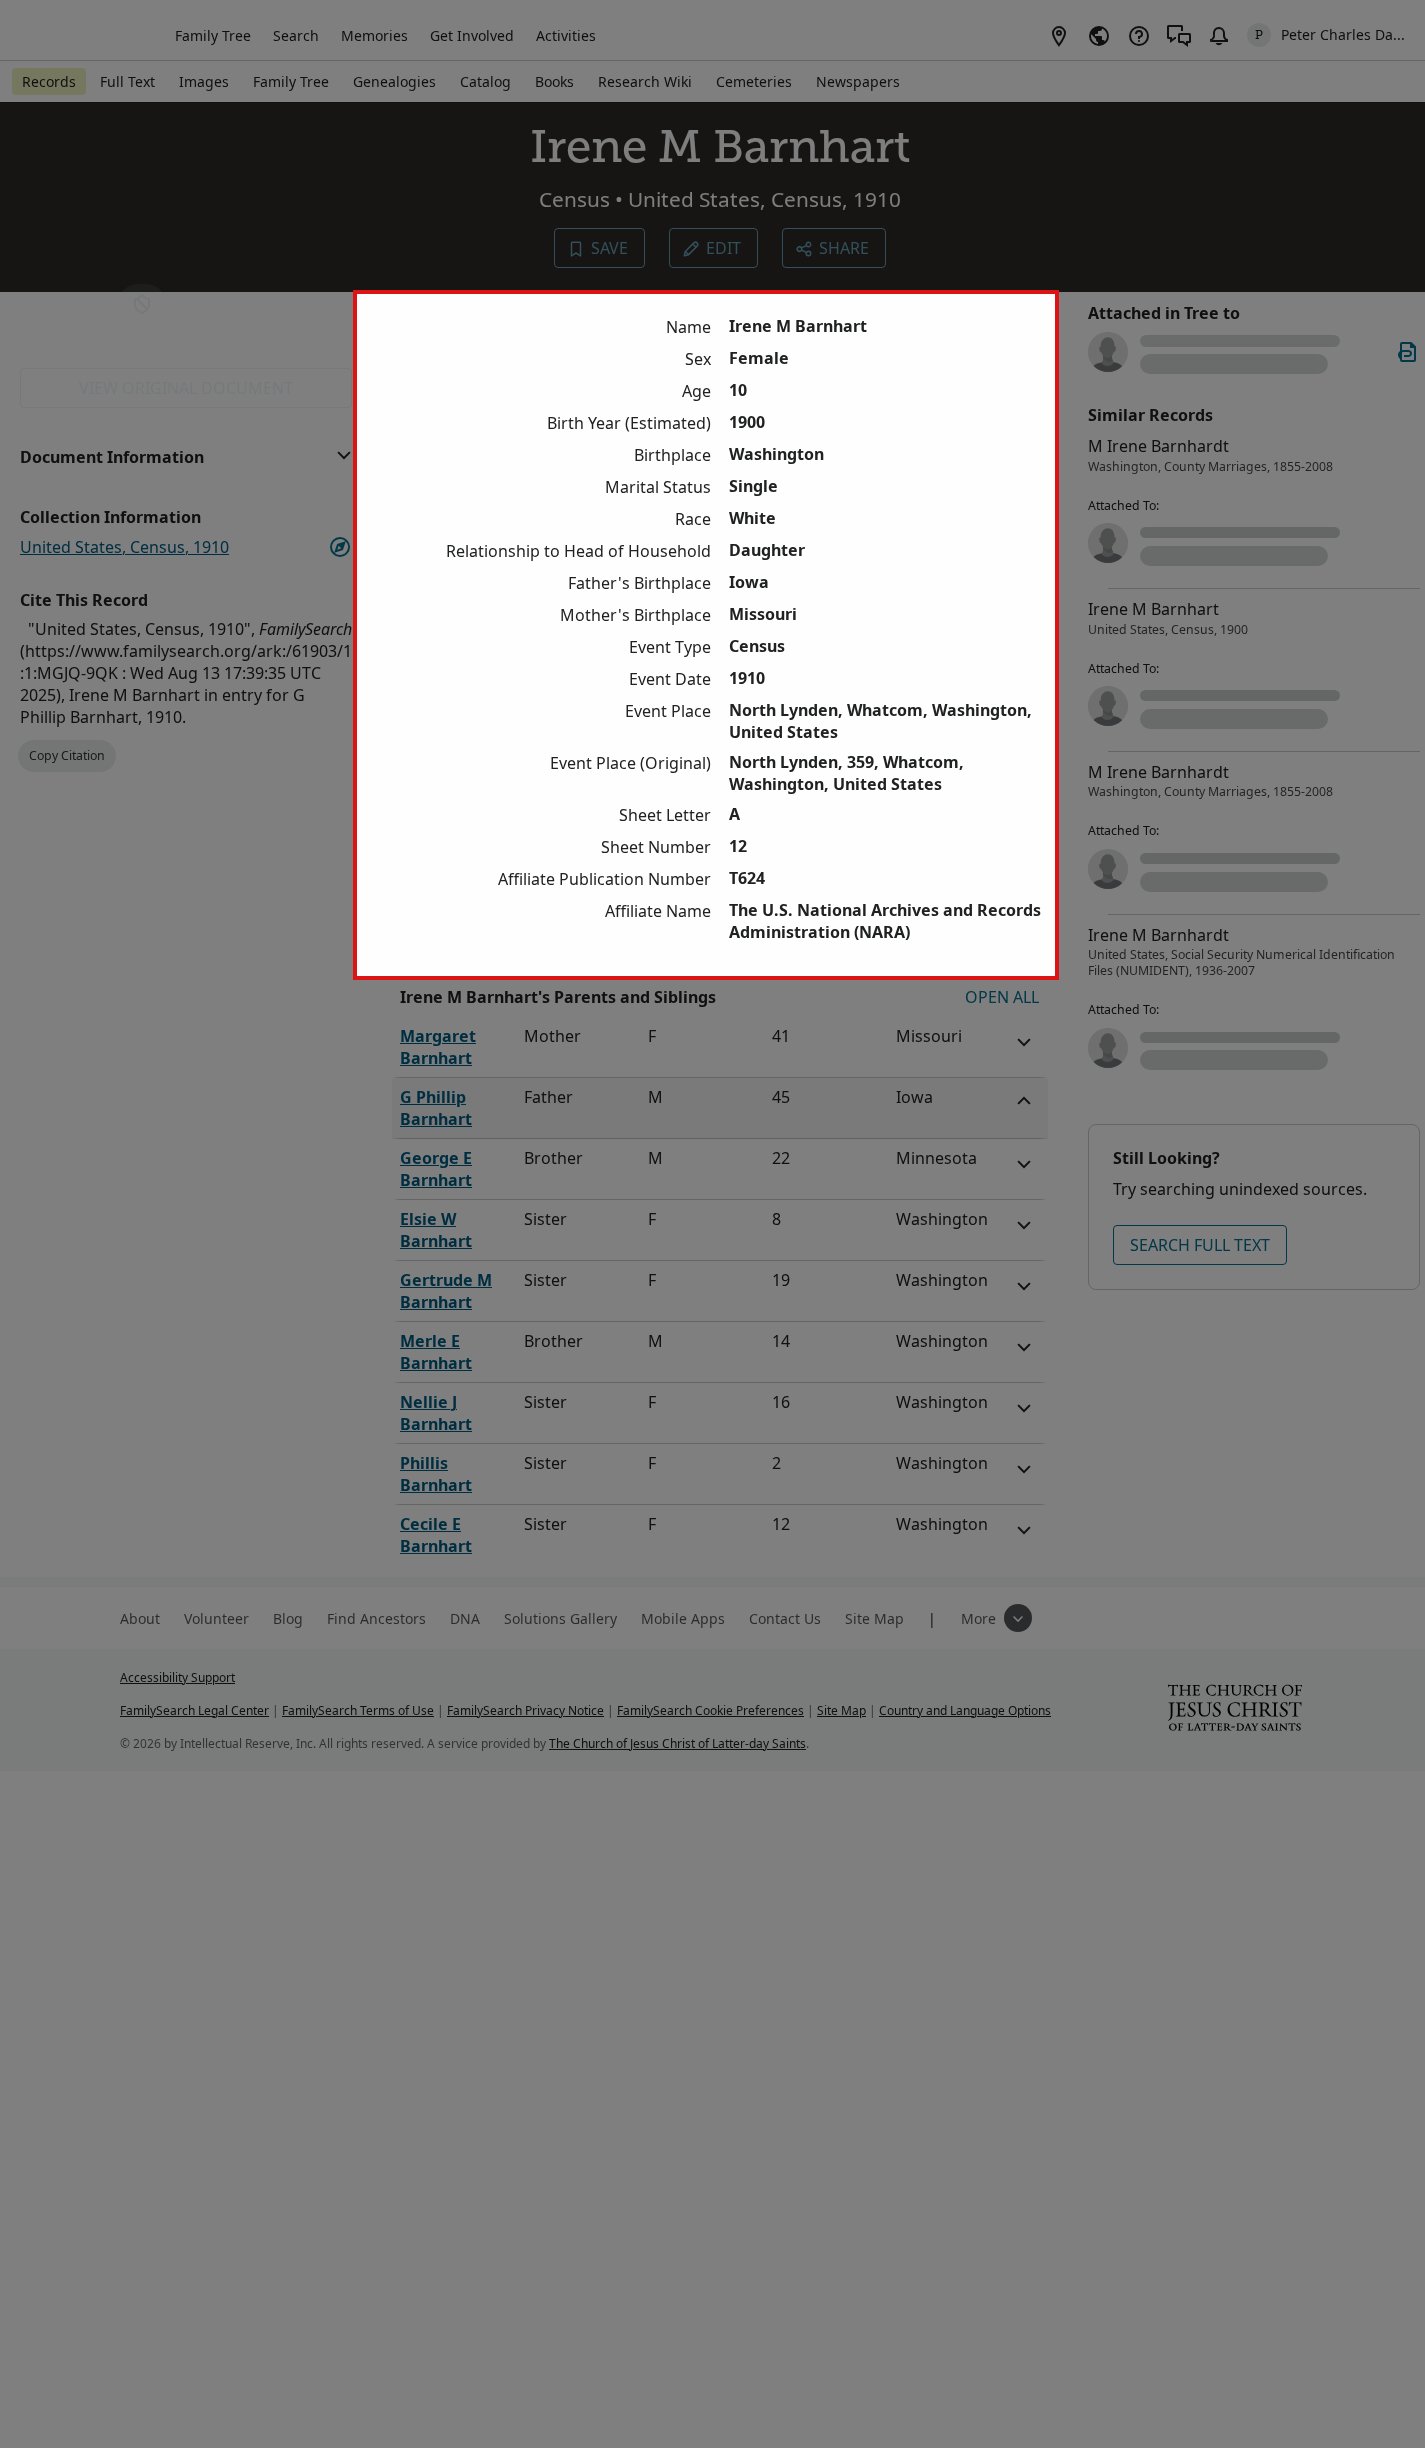 Family Tree Search Memories Get Involved Activities
P Peter Charles Da...
Records Full Text Images Family Tree Genealogies Catalog Books Research Wiki Cemeteries Newspapers
Irene M Barnhart
Census • United States, Census, 1910
SAVE EDIT SHARE
VIEW ORIGINAL DOCUMENT
Document Information
Collection Information
United States, Census, 1910
Cite This Record
"United States, Census, 1910", FamilySearch
(https://www.familysearch.org/ark:/61903/1
:1:MGJQ-9QK : Wed Aug 13 17:39:35 UTC
2025), Irene M Barnhart in entry for G
Phillip Barnhart, 1910.
Copy Citation
Name Irene M Barnhart
Sex Female
Age 10
Birth Year (Estimated) 1900
Birthplace Washington
Marital Status Single
Race White
Relationship to Head of Household Daughter
Father's Birthplace Iowa
Mother's Birthplace Missouri
Event Type Census
Event Date 1910
Event Place North Lynden, Whatcom, Washington,
United States
Event Place (Original) North Lynden, 359, Whatcom,
Washington, United States
Sheet Letter A
Sheet Number 12
Affiliate Publication Number T624
Affiliate Name The U.S. National Archives and Records
Administration (NARA)
Irene M Barnhart's Parents and Siblings OPEN ALL
Margaret Mother F 41 Missouri
Barnhart
G Phillip Father M 45 Iowa
Barnhart
George E Brother M 22 Minnesota
Barnhart
Elsie W Sister F 8 Washington
Barnhart
Gertrude M Sister F 19 Washington
Barnhart
Merle E Brother M 14 Washington
Barnhart
Nellie J Sister F 16 Washington
Barnhart
Phillis Sister F 2 Washington
Barnhart
Cecile E Sister F 12 Washington
Barnhart
Attached in Tree to
Similar Records
M Irene Barnhardt
Washington, County Marriages, 1855-2008
Attached To:
Irene M Barnhart
United States, Census, 1900
Attached To:
M Irene Barnhardt
Washington, County Marriages, 1855-2008
Attached To:
Irene M Barnhardt
United States, Social Security Numerical Identification
Files (NUMIDENT), 1936-2007
Attached To:
Still Looking?
Try searching unindexed sources.
SEARCH FULL TEXT
About Volunteer Blog Find Ancestors DNA Solutions Gallery Mobile Apps Contact Us Site Map | More
Accessibility Support
FamilySearch Legal Center | FamilySearch Terms of Use | FamilySearch Privacy Notice | FamilySearch Cookie Preferences | Site Map | Country and Language Options
© 2026 by Intellectual Reserve, Inc. All rights reserved. A service provided by The Church of Jesus Christ of Latter-day Saints.
THE CHURCH OF
JESUS CHRIST
OF LATTER-DAY SAINTS